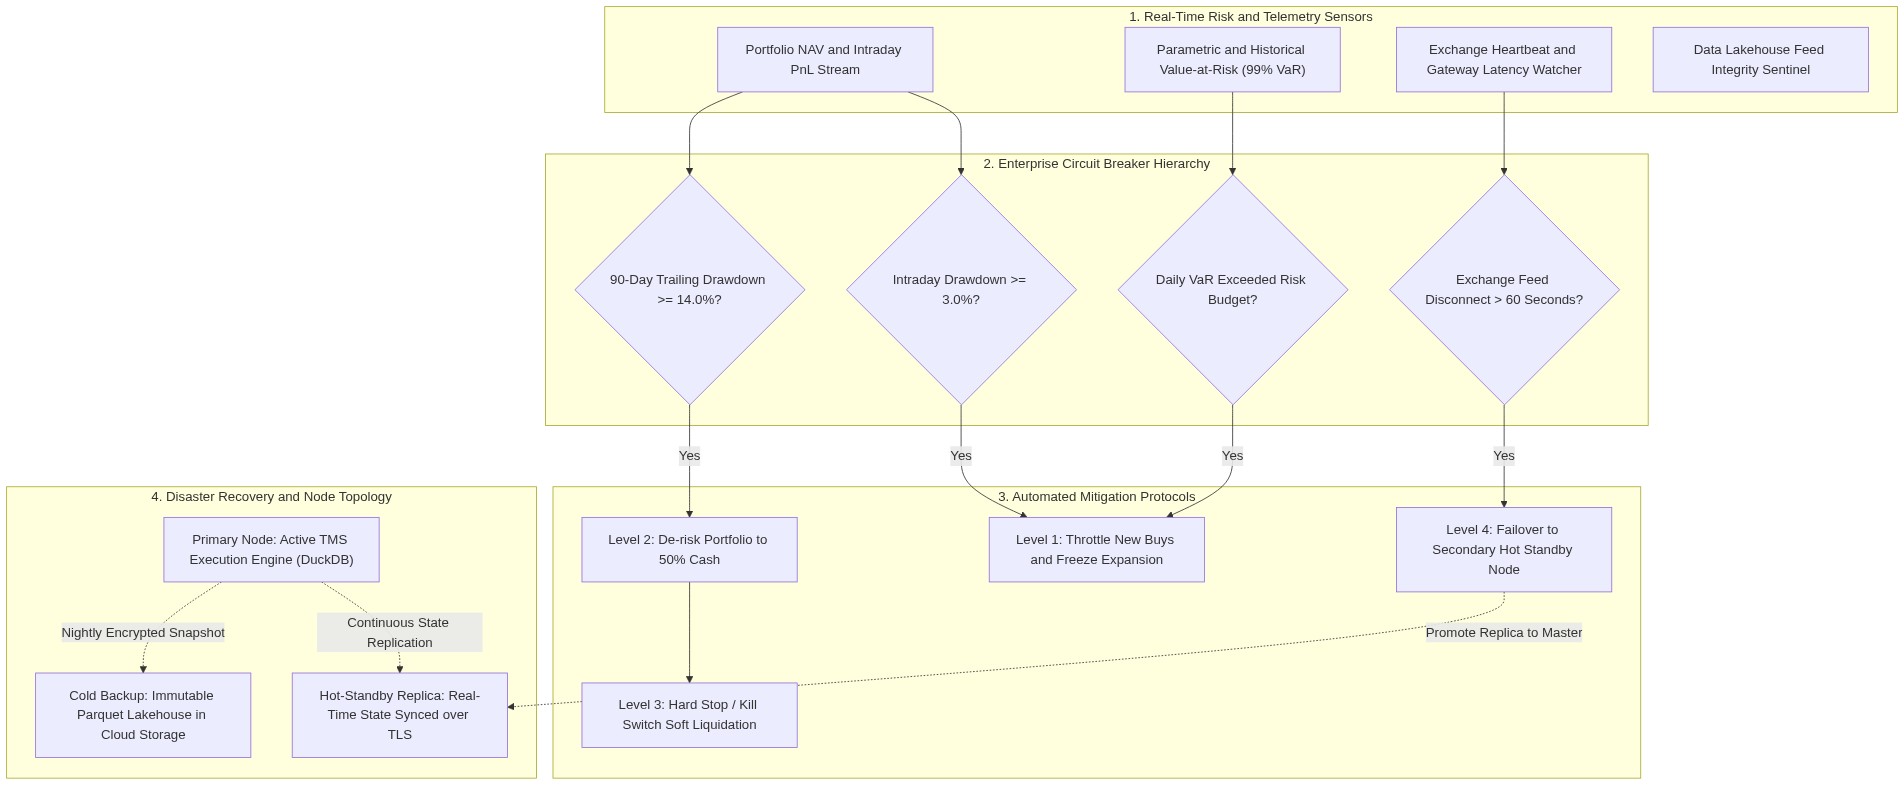 1. Real-Time Risk and Telemetry Sensors
Portfolio NAV and Intraday
PnL Stream
Parametric and Historical
Value-at-Risk (99% VaR)
Exchange Heartbeat and
Gateway Latency Watcher
Data Lakehouse Feed
Integrity Sentinel
2. Enterprise Circuit Breaker Hierarchy
90-Day Trailing Drawdown
>= 14.0%?
Intraday Drawdown >=
3.0%?
Daily VaR Exceeded Risk
Budget?
Exchange Feed
Disconnect > 60 Seconds?
Yes
Yes
Yes
Yes
4. Disaster Recovery and Node Topology
Primary Node: Active TMS
Execution Engine (DuckDB)
Nightly Encrypted Snapshot
Continuous State
Replication
Cold Backup: Immutable
Parquet Lakehouse in
Cloud Storage
Hot-Standby Replica: Real-
Time State Synced over
TLS
3. Automated Mitigation Protocols
Level 2: De-risk Portfolio to
50% Cash
Level 1: Throttle New Buys
and Freeze Expansion
Level 4: Failover to
Secondary Hot Standby
Node
Promote Replica to Master
Level 3: Hard Stop / Kill
Switch Soft Liquidation